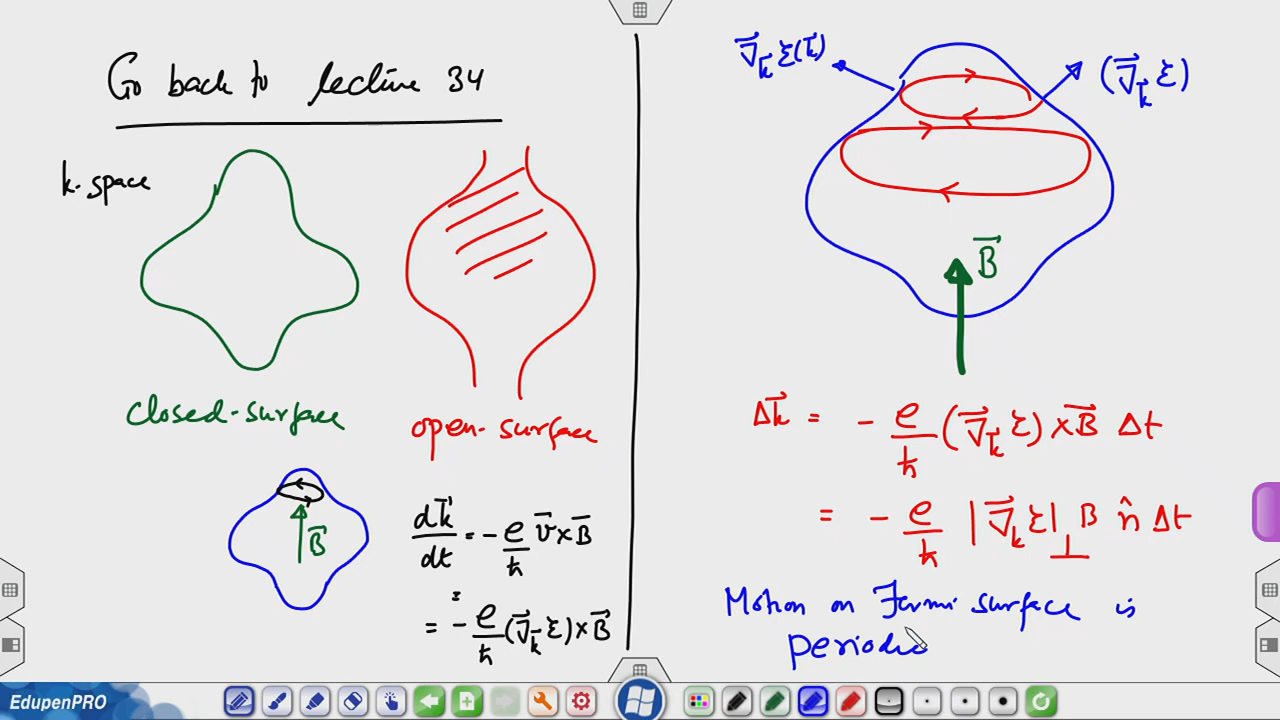 Go back to lecture 34
k-space
closed-surface
open-surface
B⃗
dk⃗/dt = - e/ħ v⃗ × B⃗
= - e/ħ (∇⃗_k⃗ ε) × B⃗
∇⃗_k⃗ ε(k⃗)
(∇⃗_k⃗ ε)
B⃗
Δk⃗ = - e/ħ (∇⃗_k⃗ ε) × B⃗ Δt
= - e/ħ |∇⃗_k ε|⊥ B n̂ Δt
Motion on Fermi surface is
periodic
EdupenPRO